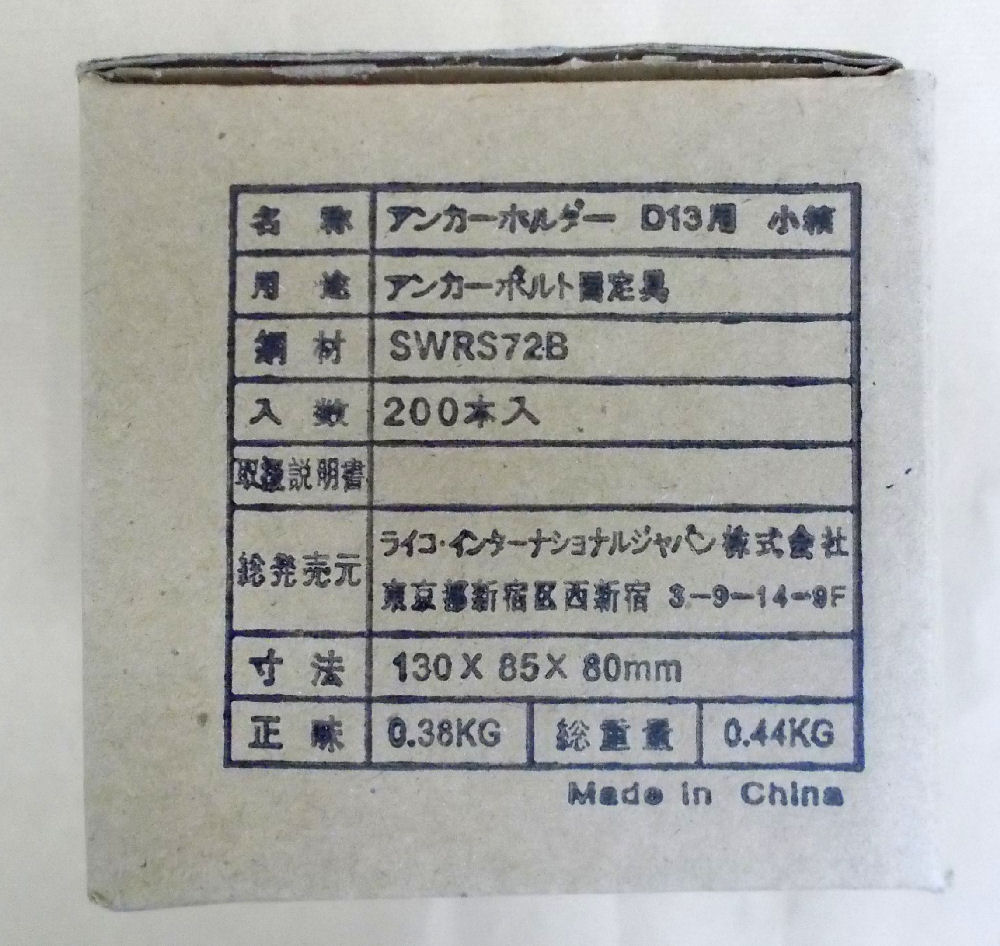 名称 アンカーホルダー D13用 小箱
用途 アンカーボルト固定具
鋼材 SWRS72B
入数 200本入
取扱説明書
総発売元 ライコ・インターナショナルジャパン株式会社
東京都新宿区西新宿 3-9-14-9F
寸法 130X 85X 80mm
正味 0.38KG 総重量 0.44KG
Made in China